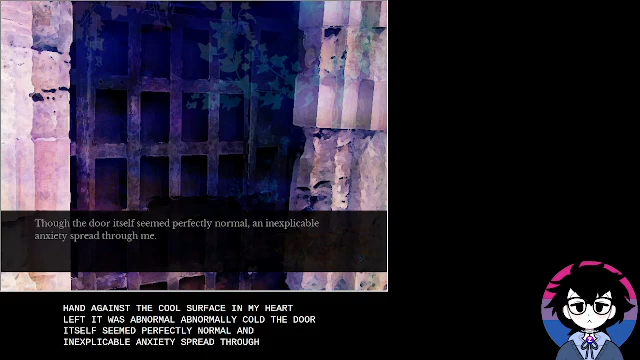 Though the door itself seemed perfectly normal, an inexplicable
anxiety spread through me.
HAND AGAINST THE COOL SURFACE IN MY HEART
LEFT IT WAS ABNORMAL ABNORMALLY COLD THE DOOR
ITSELF SEEMED PERFECTLY NORMAL AND
INEXPLICABLE ANXIETY SPREAD THROUGH